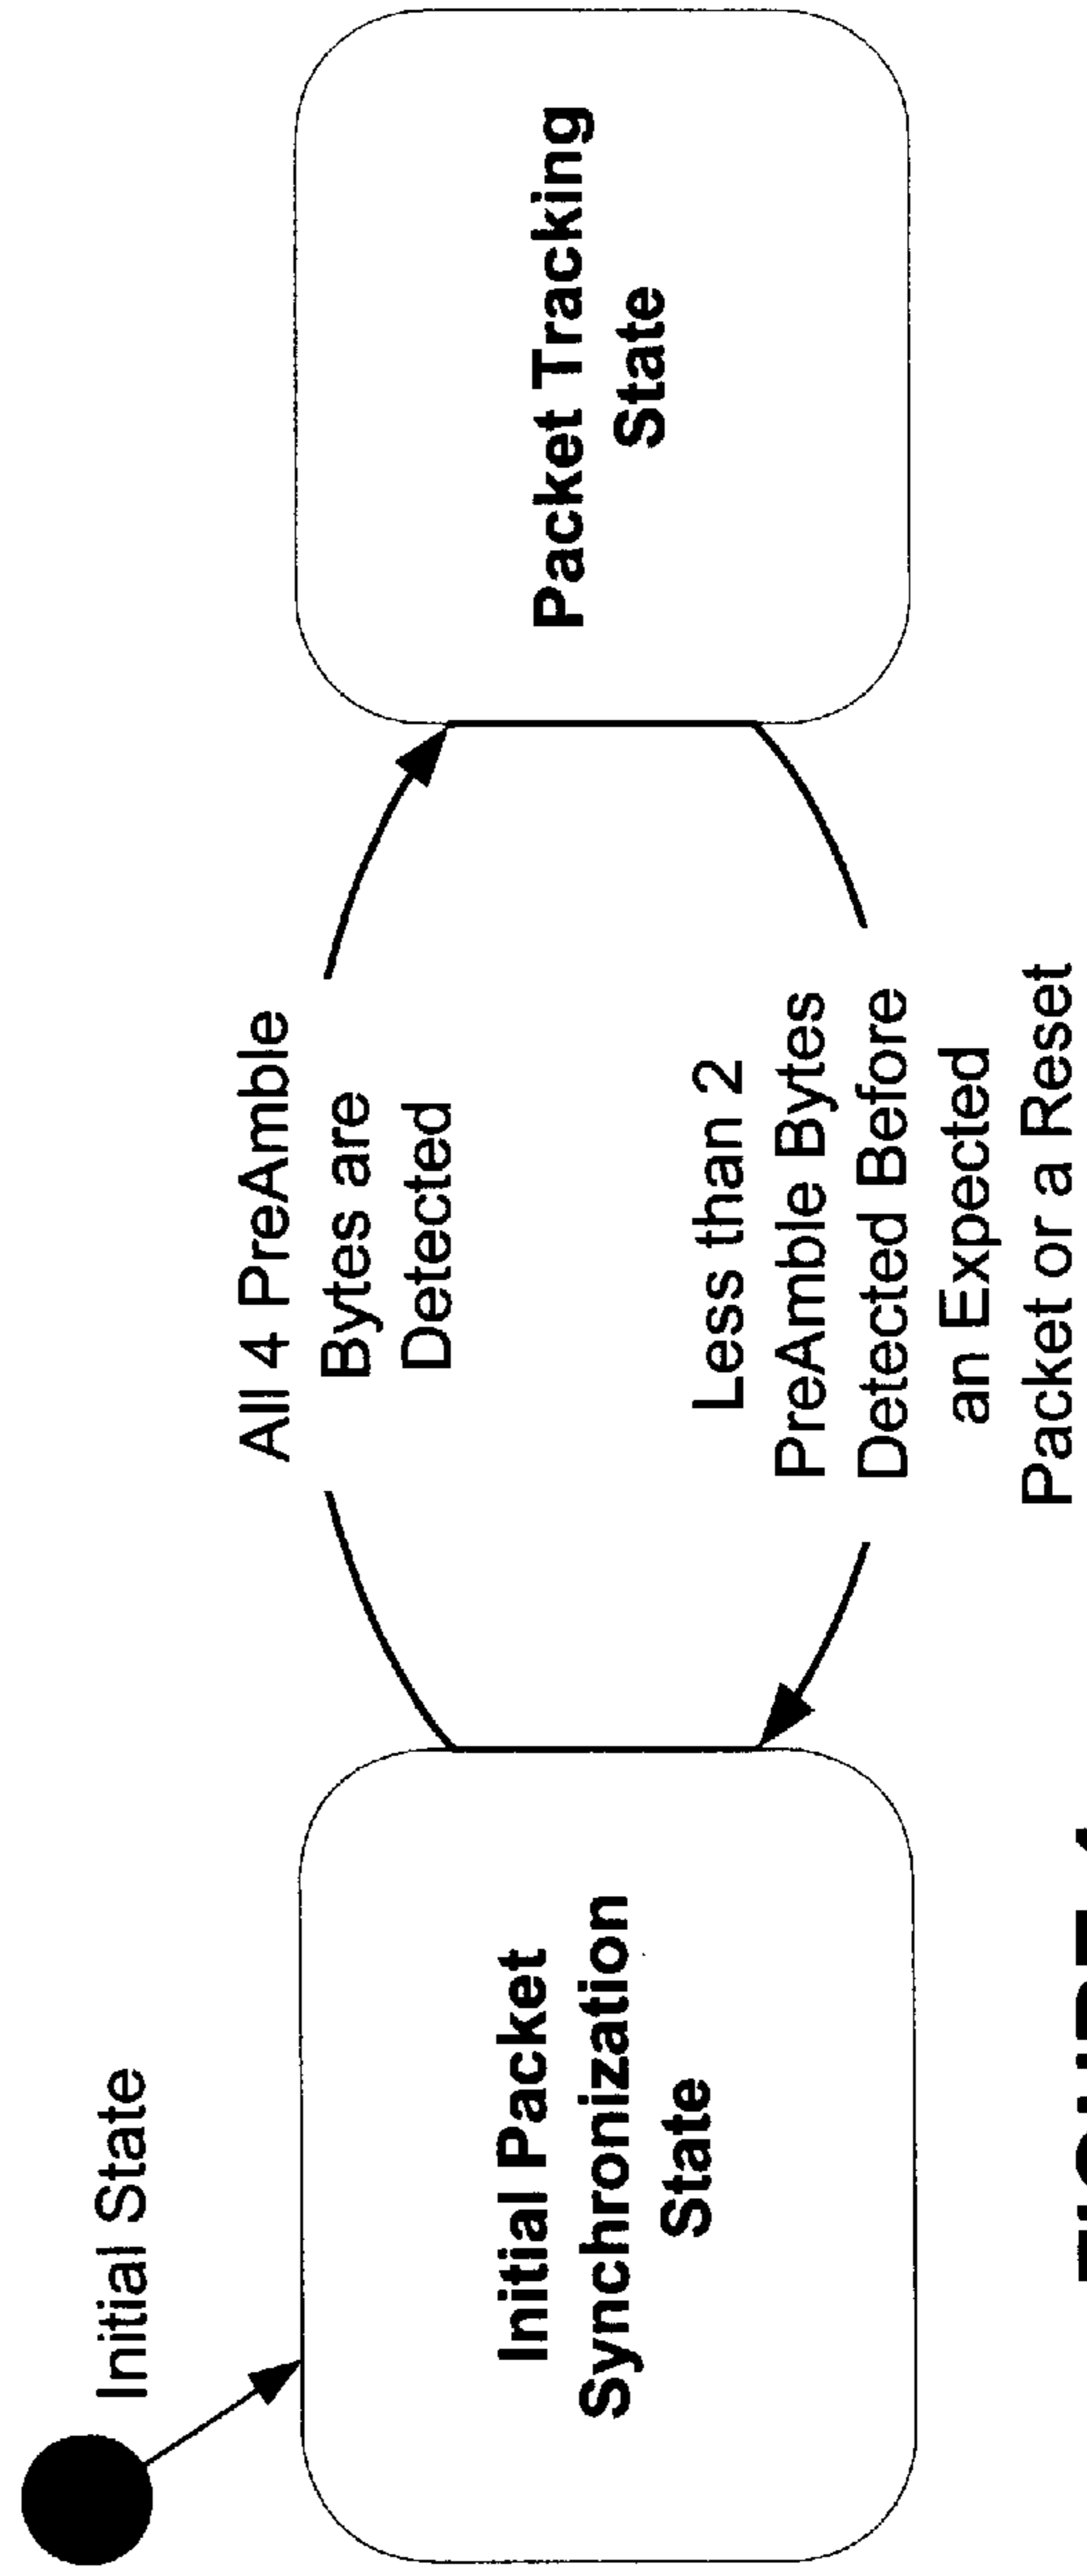 Initial State
Initial Packet
Synchronization
State
All 4 PreAmble
Bytes are
Detected
Less than 2
PreAmble Bytes
Detected Before
an Expected
Packet or a Reset
Packet Tracking
State